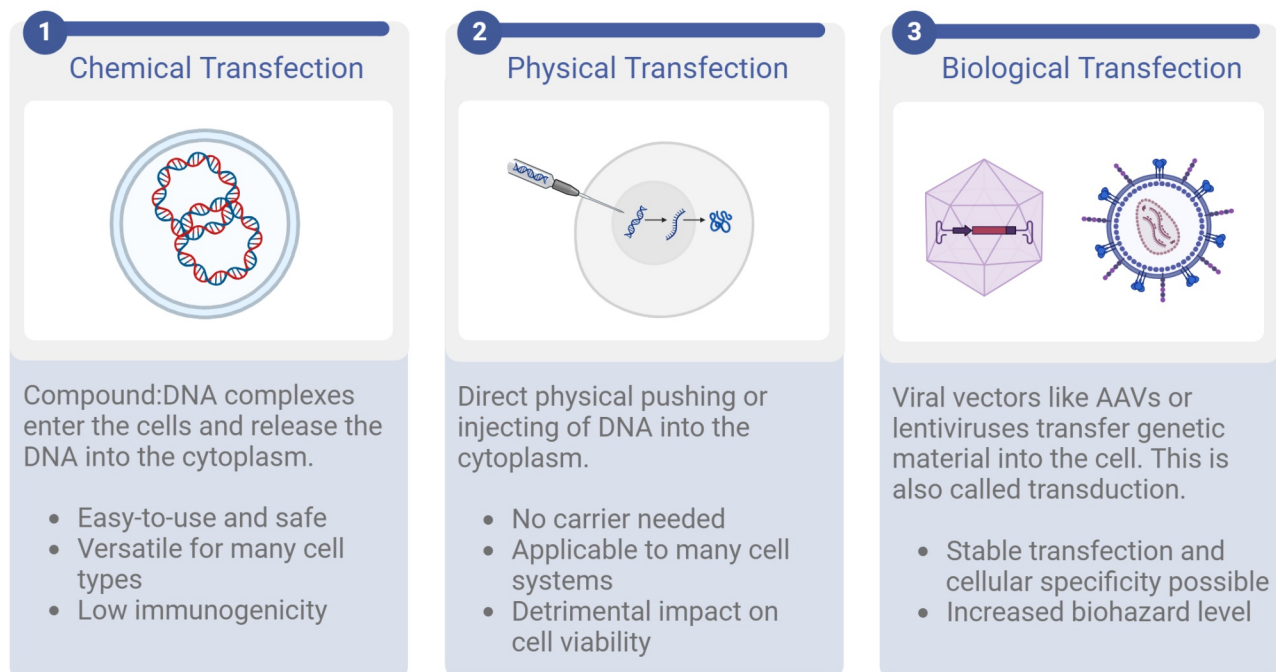 1
Chemical Transfection
Compound:DNA complexes
enter the cells and release the
DNA into the cytoplasm.
• Easy-to-use and safe
• Versatile for many cell
types
• Low immunogenicity
2
Physical Transfection
Direct physical pushing or
injecting of DNA into the
cytoplasm.
• No carrier needed
• Applicable to many cell
systems
• Detrimental impact on
cell viability
3
Biological Transfection
Viral vectors like AAVs or
lentiviruses transfer genetic
material into the cell. This is
also called transduction.
• Stable transfection and
cellular specificity possible
• Increased biohazard level